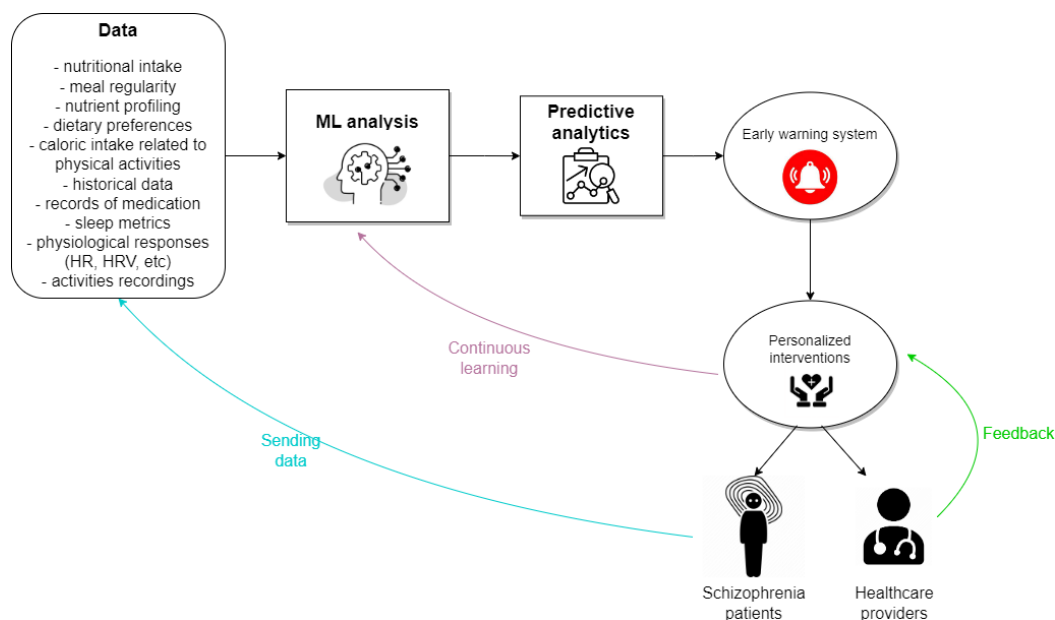 Data
- nutritional intake
- meal regularity
- nutrient profiling
- dietary preferences
- caloric intake related to
physical activities
- historical data
- records of medication
- sleep metrics
- physiological responses
(HR, HRV, etc)
- activities recordings
ML analysis
Predictive
analytics
Early warning system
Personalized
interventions
Continuous
learning
Sending
data
Feedback
Schizophrenia
patients
Healthcare
providers